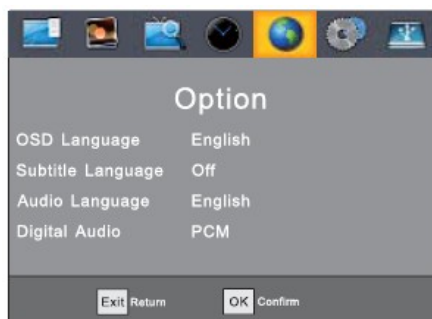 Option
OSD Language English
Subtitle Language Off
Audio Language English
Digital Audio PCM
Exit Return OK Confirm